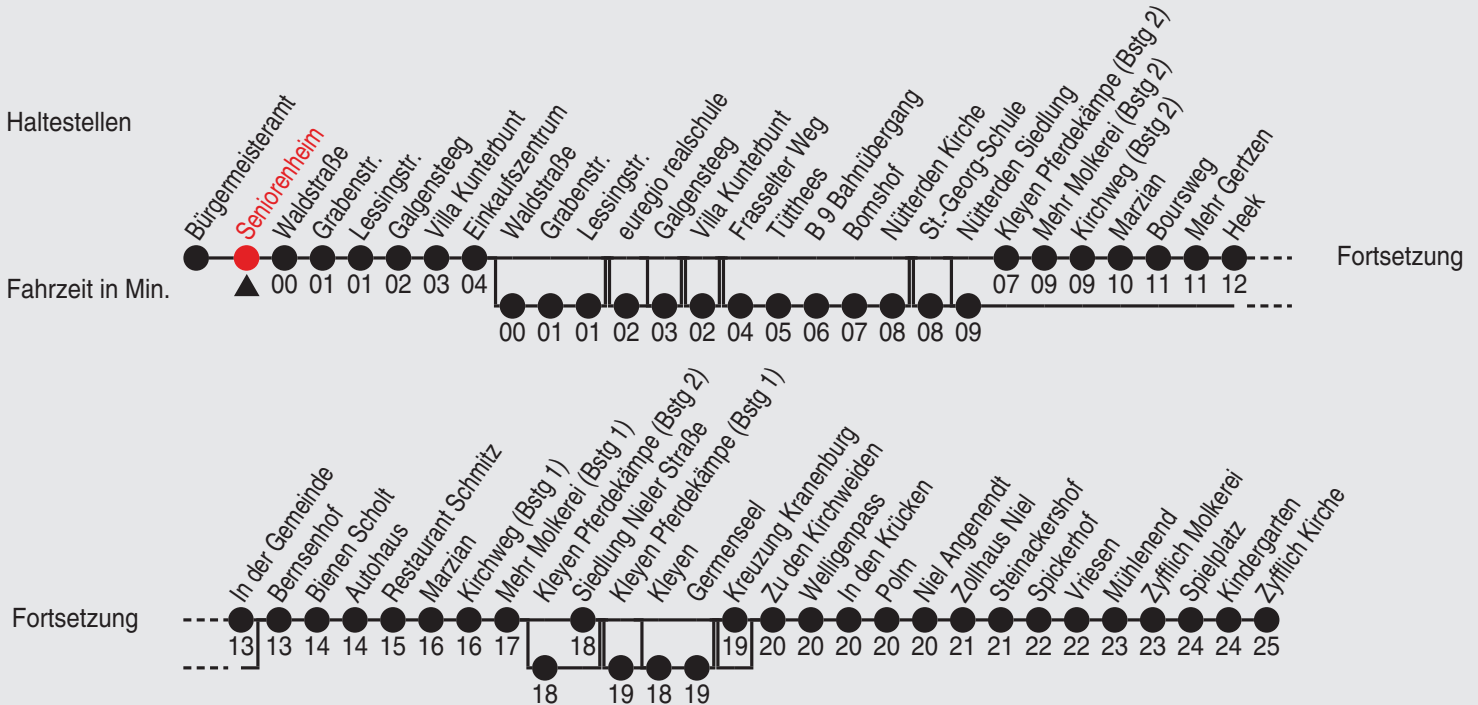 Haltestellen
Bürgermeisteramt
Seniorenheim
Waldstraße
Grabenstr.
Lessingstr.
Galgensteeg
Villa Kunterbunt
Einkaufszentrum
Waldstraße
Grabenstr.
Lessingstr.
euregio realschule
Galgensteeg
Villa Kunterbunt
Frasselter Weg
Tütthees
B 9 Bahnübergang
Bomshof
Nütterden Kirche
St.-Georg-Schule
Nütterden Siedlung
Kleyen Pferdekämpe (Bstg 2)
Mehr Molkerei (Bstg 2)
Kirchweg (Bstg 2)
Marzian
Boursweg
Mehr Gertzen
Heek
Fortsetzung
Fahrzeit in Min.
00 01 01 02 03 04 07 09 09 10 11 11 12
00 01 01 02 03 02 04 05 06 07 08 08 09
In der Gemeinde
Bernsenhof
Bienen Scholt
Autohaus
Restaurant Schmitz
Marzian
Kirchweg (Bstg 1)
Mehr Molkerei (Bstg 1)
Kleyen Pferdekämpe (Bstg 2)
Siedlung Nieler Straße
Kleyen Pferdekämpe (Bstg 1)
Kleyen
Germenseel
Kreuzung Kranenburg
Zu den Kirchweiden
Welligenpass
In den Krücken
Polm
Niel Angenendt
Zollhaus Niel
Steinackershof
Spickerhof
Vriesen
Mühlenend
Zyfflich Molkerei
Spielplatz
Kindergarten
Zyfflich Kirche
Fortsetzung
13 13 14 14 15 16 16 17 18 19 20 20 20 20 20 21 21 22 22 23 23 24 24 25
18 19 18 19